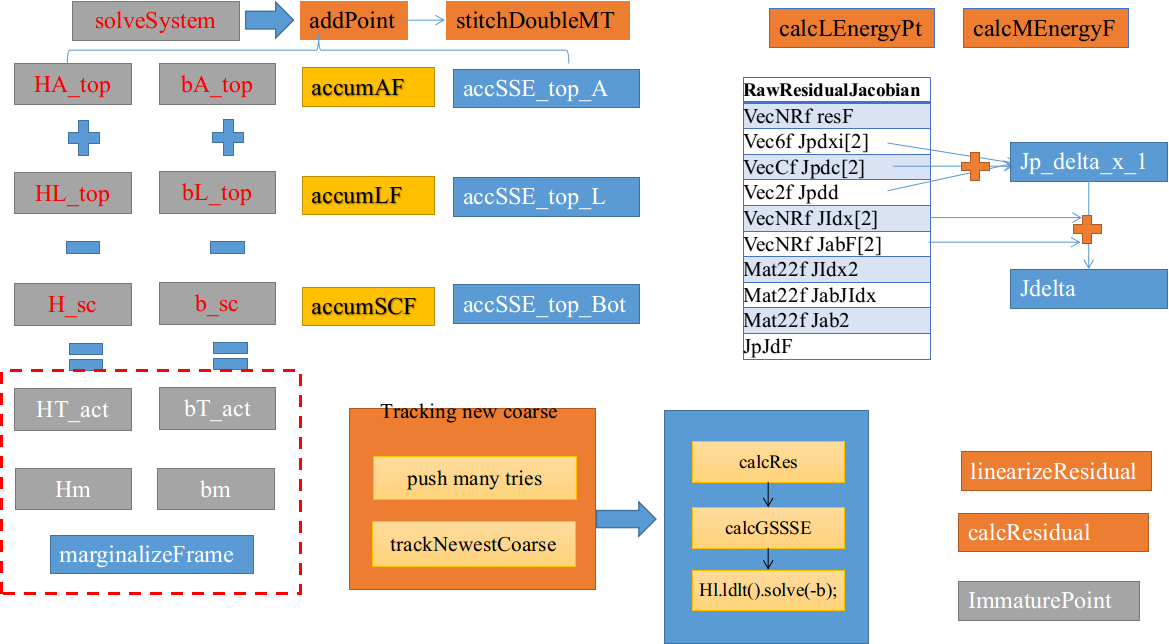 solveSystem
addPoint
stitchDoubleMT
HA_top
bA_top
accumAF
accSSE_top_A
HL_top
bL_top
accumLF
accSSE_top_L
H_sc
b_sc
accumSCF
accSSE_top_Bot
HT_act
bT_act
Hm
bm
marginalizeFrame
calcLEnergyPt
calcMEnergyF
RawResidualJacobian
VecNRf resF
Vec6f Jpdxi[2]
VecCf Jpdc[2]
Vec2f Jpdd
VecNRf JIdx[2]
VecNRf JabF[2]
Mat22f JIdx2
Mat22f JabJIdx
Mat22f Jab2
JpJdF
Jp_delta_x_1
Jdelta
Tracking new coarse
push many tries
trackNewestCoarse
calcRes
calcGSSSE
Hl.ldlt().solve(-b);
linearizeResidual
calcResidual
ImmaturePoint